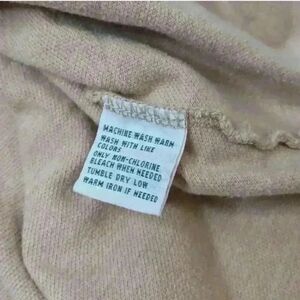 MACHINE WASH WARM
WASH WITH LIKE
COLORS
ONLY NON-CHLORINE
BLEACH WHEN NEEDED
TUMBLE DRY LOW
WARM IRON IF NEEDED